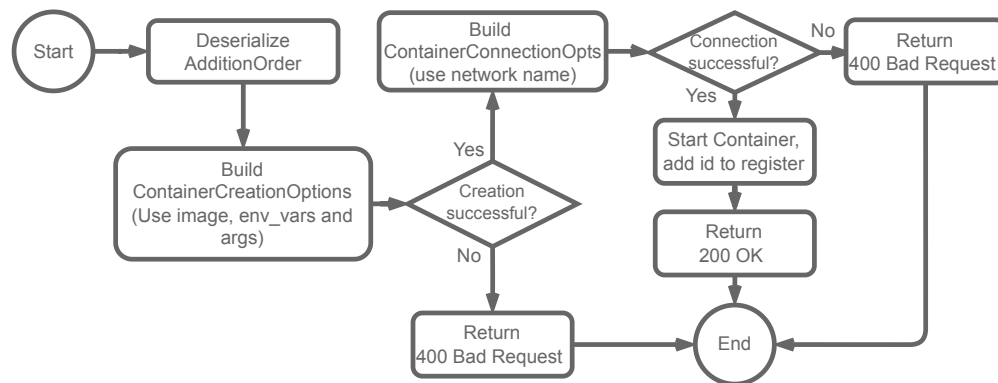 Start
Deserialize
AdditionOrder
Build
ContainerCreationOptions
(Use image, env_vars and
args)
Creation
successful?
Yes
No
Build
ContainerConnectionOpts
(use network name)
Connection
successful?
No
Yes
Return
400 Bad Request
Start Container,
add id to register
Return
200 OK
Return
400 Bad Request
End